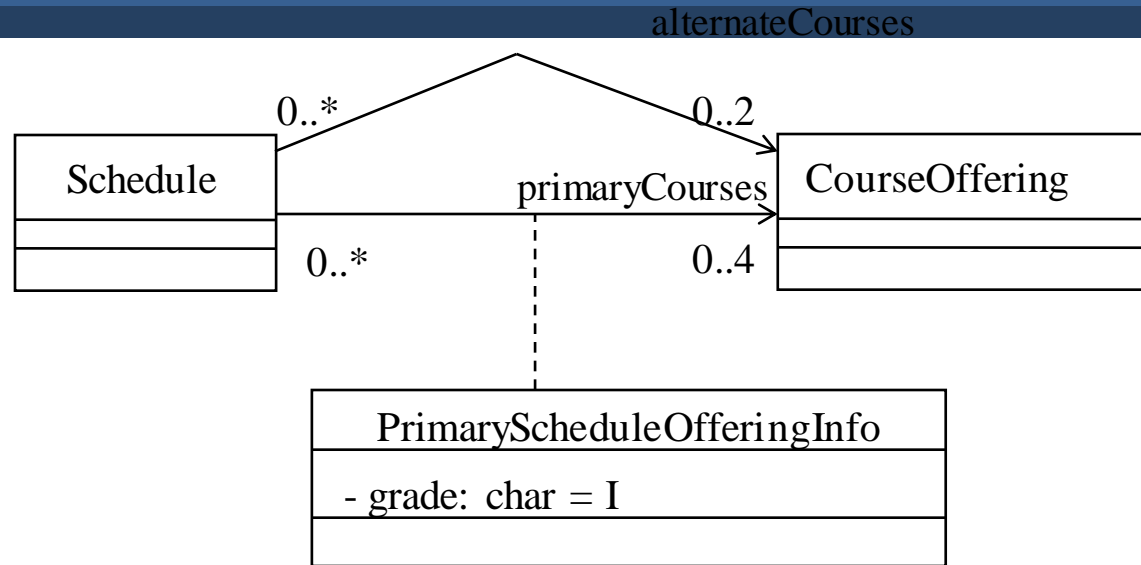 alternateCourses
0..* 0..2
Schedule
primaryCourses
CourseOffering
0..* 0..4
PrimaryScheduleOfferingInfo
- grade: char = I